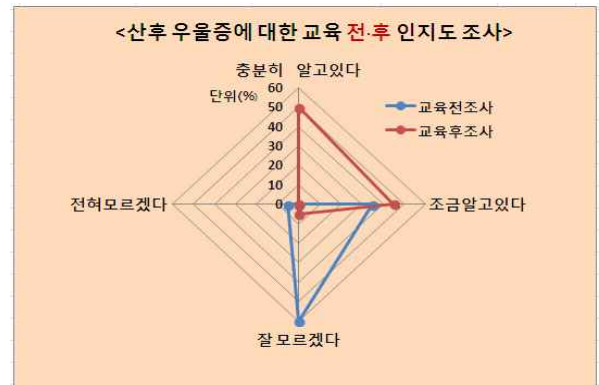 <산후 우울증에 대한 교육 전·후 인지도 조사>
충분히 알고있다
단위(%)
60
50
40
30
20
10
0
교육전조사
교육후조사
전혀모르겠다
조금알고있다
잘 모르겠다